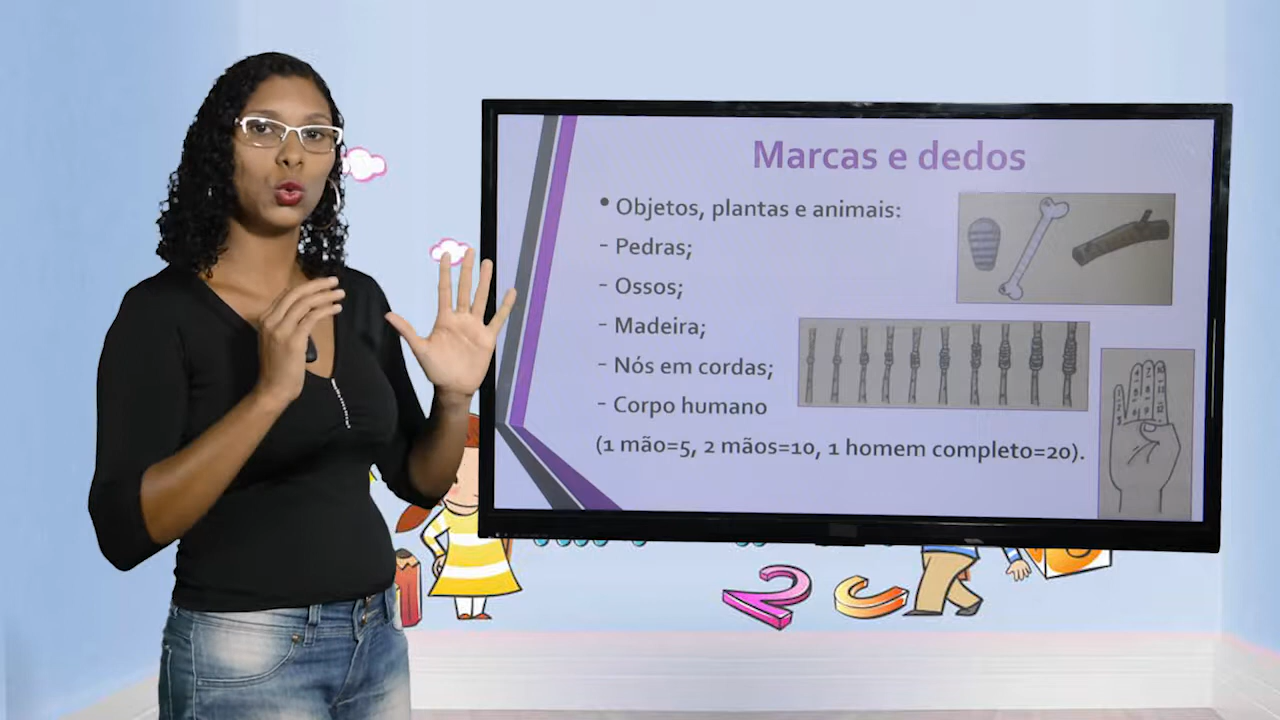 Marcas e dedos
• Objetos, plantas e animais:
- Pedras;
- Ossos;
- Madeira;
- Nós em cordas;
- Corpo humano
(1 mão=5, 2 mãos=10, 1 homem completo=20).